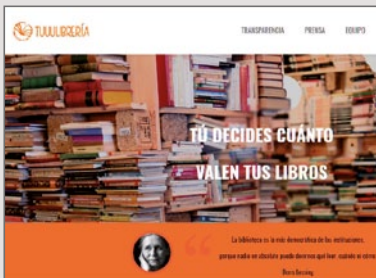 TUUULIBRERÍA
TRANSPARENCIA PRENSA EQUIPO
TÚ DECIDES CUÁNTO
VALEN TUS LIBROS
La biblioteca es la más democrática de las instituciones,
porque nadie en absoluto puede decirnos qué leer, cuándo ni cómo
Doris Lessing